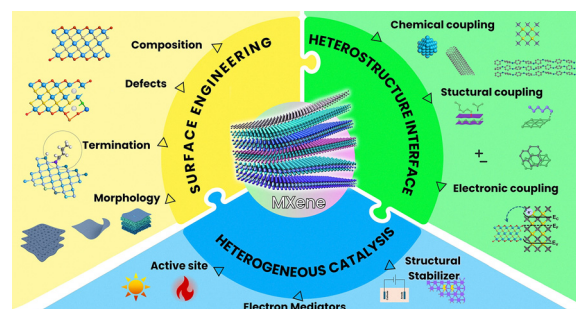 SURFACE ENGINEERING
Composition
Defects
Termination
Morphology
HETEROSTRUCTURE INTERFACE
Chemical coupling
Stuctural coupling
Electronic coupling
MXene
HETEROGENEOUS CATALYSIS
Active site
Electron Mediators
Structural
Stabilizer